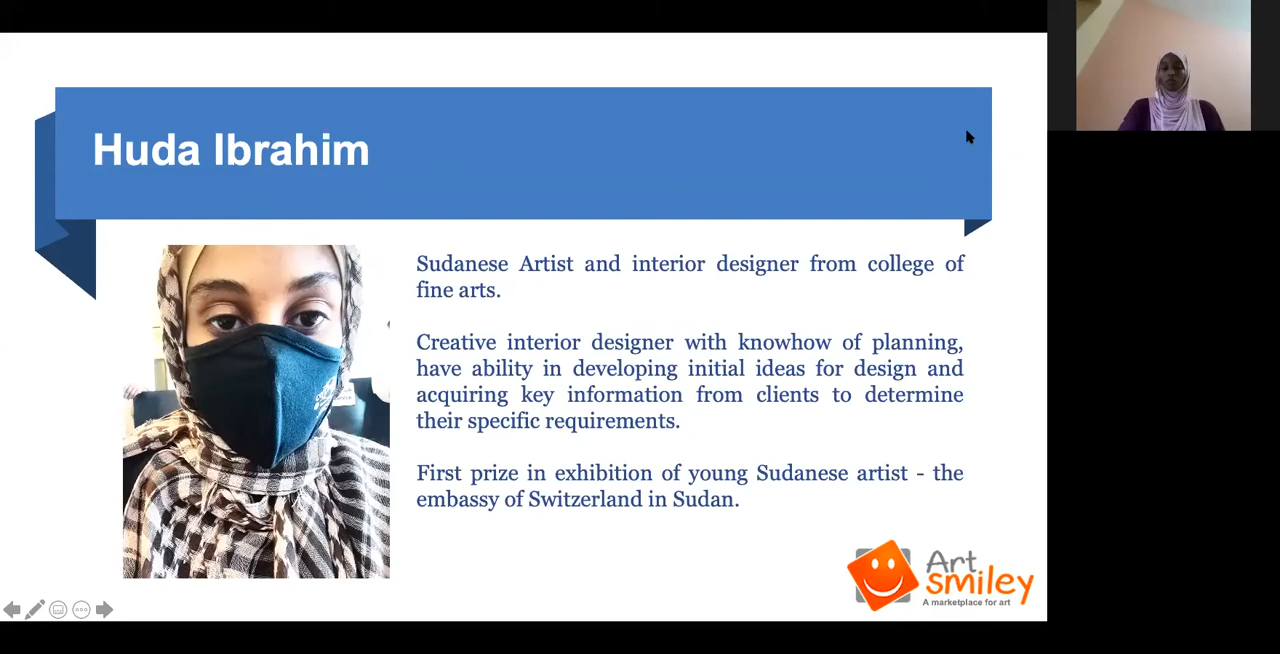 Huda Ibrahim
Sudanese Artist and interior designer from college of
fine arts.
Creative interior designer with knowhow of planning,
have ability in developing initial ideas for design and
acquiring key information from clients to determine
their specific requirements.
First prize in exhibition of young Sudanese artist - the
embassy of Switzerland in Sudan.
Art
smiley
A marketplace for art